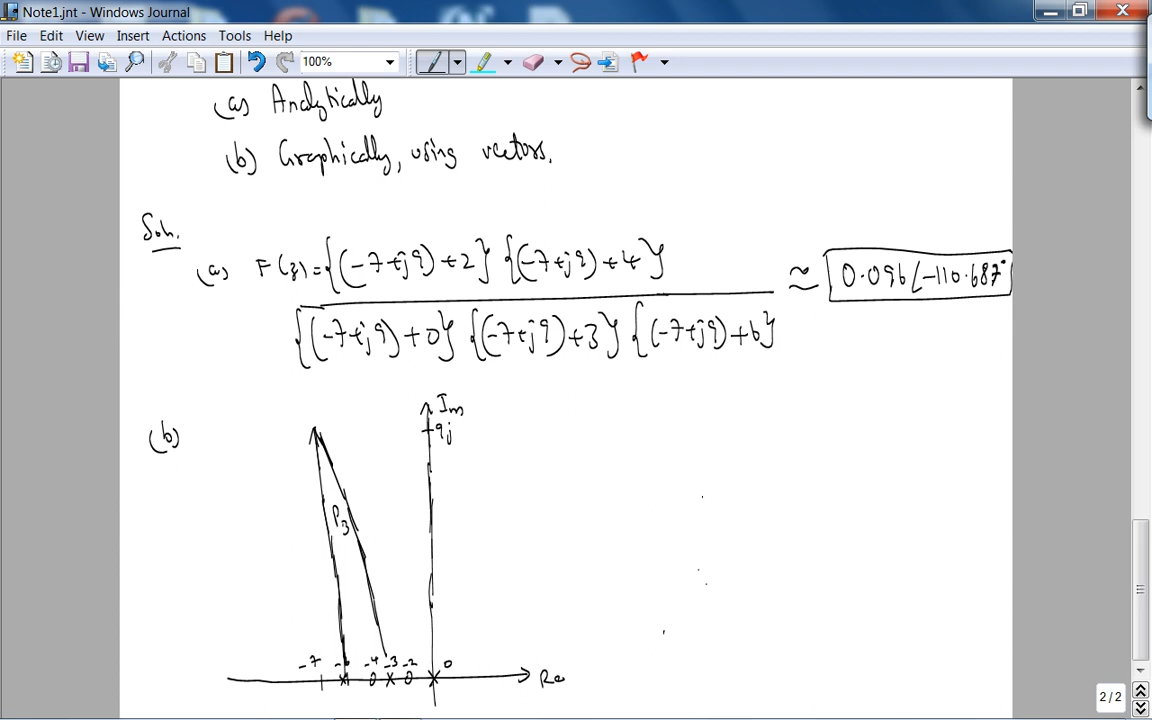 Note1.jnt - Windows Journal
File Edit View Insert Actions Tools Help
100%
(a) Analytically
(b) Graphically, using vectors.
Soln.
(a) F(z) = {(-7+j9)+2} {(-7+j9)+4}
{(-7+j9)+0} {(-7+j9)+3} {(-7+j9)+6}
≈ 0.096 ∠-110.687°
(b)
Im
9j
P3
-7 -6 -4 -3 -2 0
Re
2/2